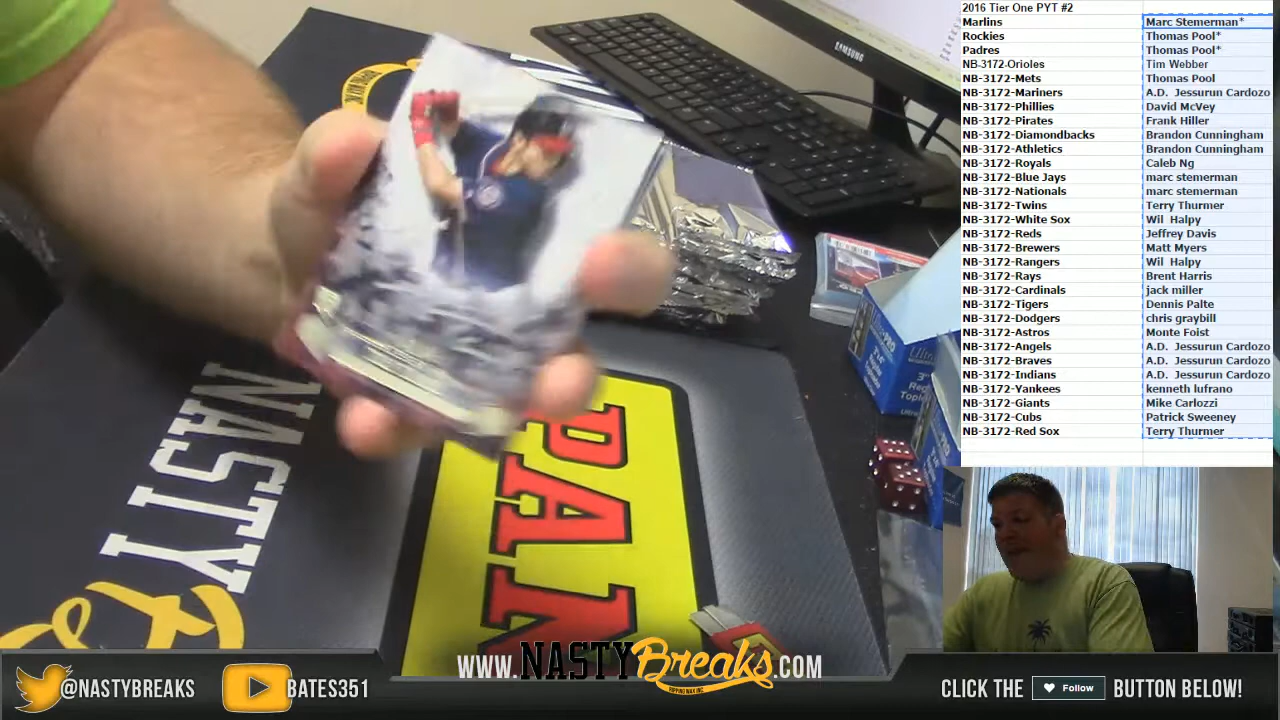 2016 Tier One PYT #2
Marlins Marc Stemerman*
Rockies Thomas Pool*
Padres Thomas Pool*
NB-3172-Orioles Tim Webber
NB-3172-Mets Thomas Pool
NB-3172-Mariners A.D. Jessurun Cardozo
NB-3172-Phillies David McVey
NB-3172-Pirates Frank Hiller
NB-3172-Diamondbacks Brandon Cunningham
NB-3172-Athletics Brandon Cunningham
NB-3172-Royals Caleb Ng
NB-3172-Blue Jays marc stemerman
NB-3172-Nationals marc stemerman
NB-3172-Twins Terry Thurmer
NB-3172-White Sox Wil Halpy
NB-3172-Reds Jeffrey Davis
NB-3172-Brewers Matt Myers
NB-3172-Rangers Wil Halpy
NB-3172-Rays Brent Harris
NB-3172-Cardinals jack miller
NB-3172-Tigers Dennis Palte
NB-3172-Dodgers chris graybill
NB-3172-Astros Monte Foist
NB-3172-Angels A.D. Jessurun Cardozo
NB-3172-Braves A.D. Jessurun Cardozo
NB-3172-Indians A.D. Jessurun Cardozo
NB-3172-Yankees kenneth lufrano
NB-3172-Giants Mike Carlozzi
NB-3172-Cubs Patrick Sweeney
NB-3172-Red Sox Terry Thurmer
SAMSUNG
NASTY
PAN
@NASTYBREAKS
BATES351
WWW.NASTYBreaks.COM
RIPPING WAX INC
CLICK THE Follow BUTTON BELOW!